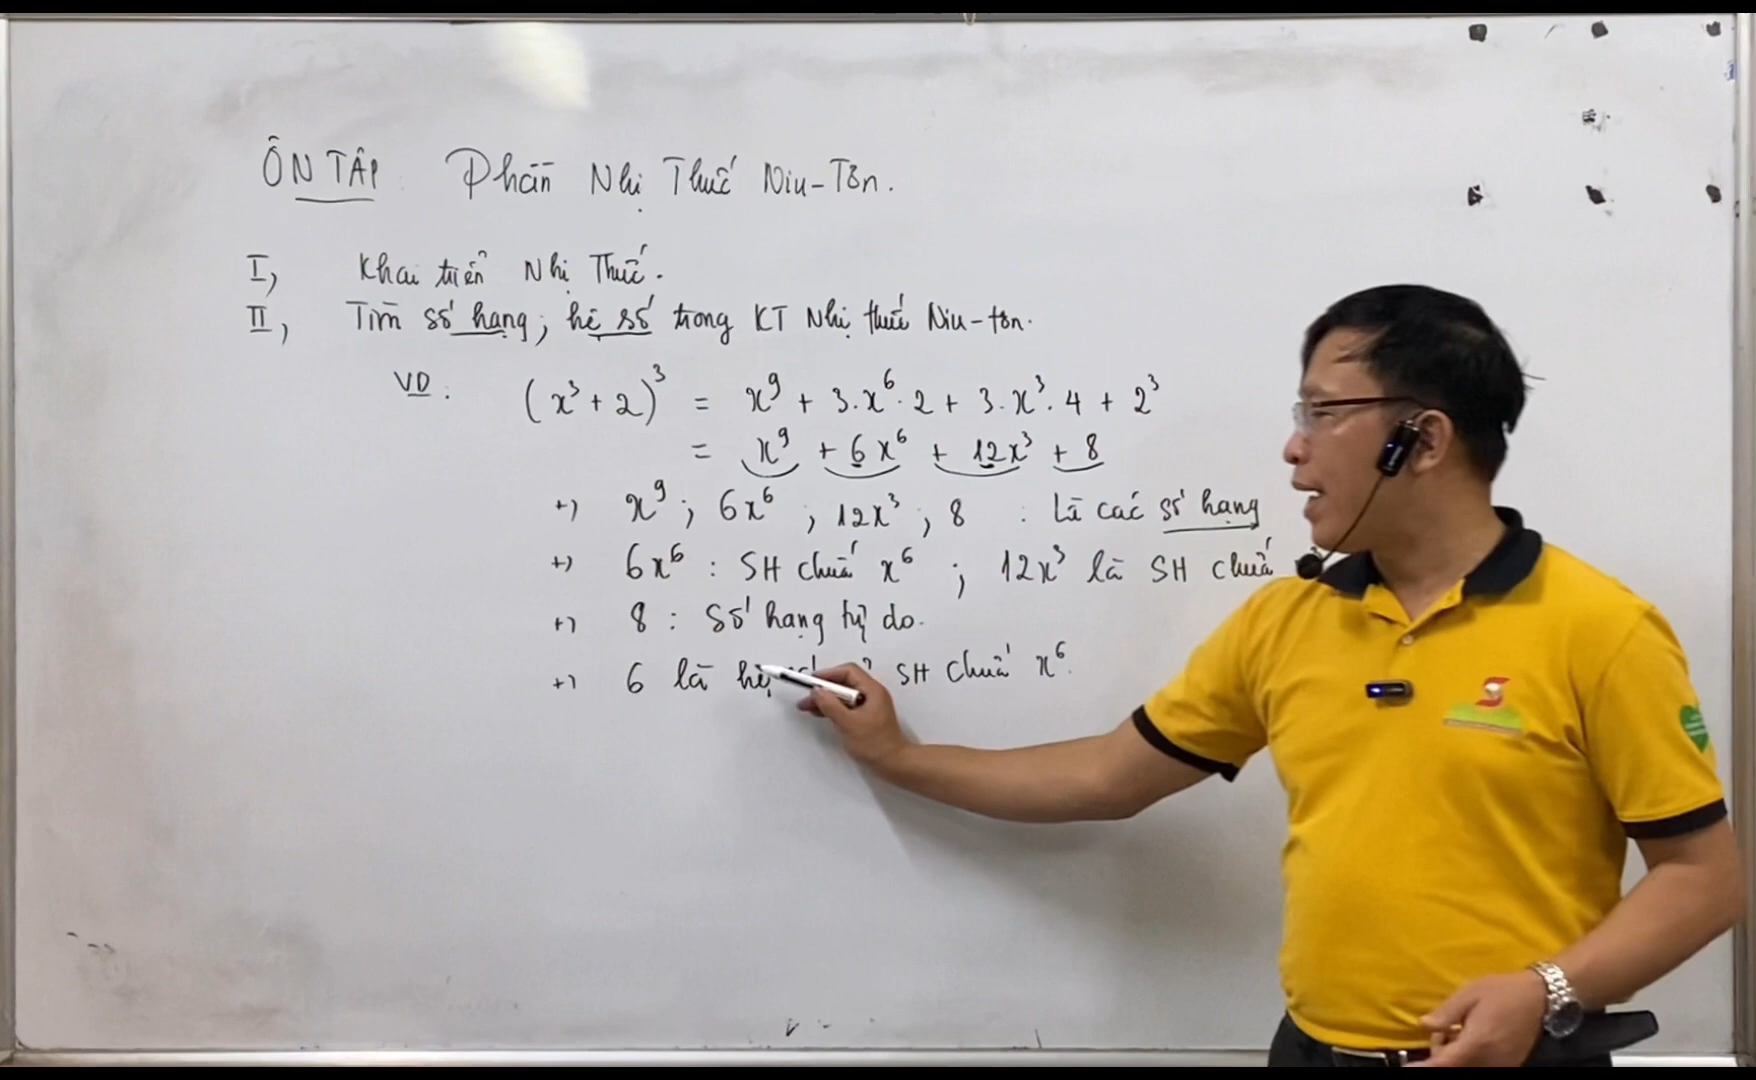 ÔN TẬP: Phần Nhị Thức Niu-Tơn.
I, Khai triển Nhị Thức.
II, Tìm số hạng; hệ số trong KT Nhị thức Niu-tơn.
VD: (x³ + 2)³ = x⁹ + 3.x⁶.2 + 3.x³.4 + 2³
= x⁹ + 6x⁶ + 12x³ + 8
+) x⁹; 6x⁶; 12x³; 8 : Là các số hạng
+) 6x⁶ : SH chứa x⁶ ; 12x³ là SH chứa
+) 8 : Số hạng tự do.
+) 6 là hệ SH chứa x⁶.